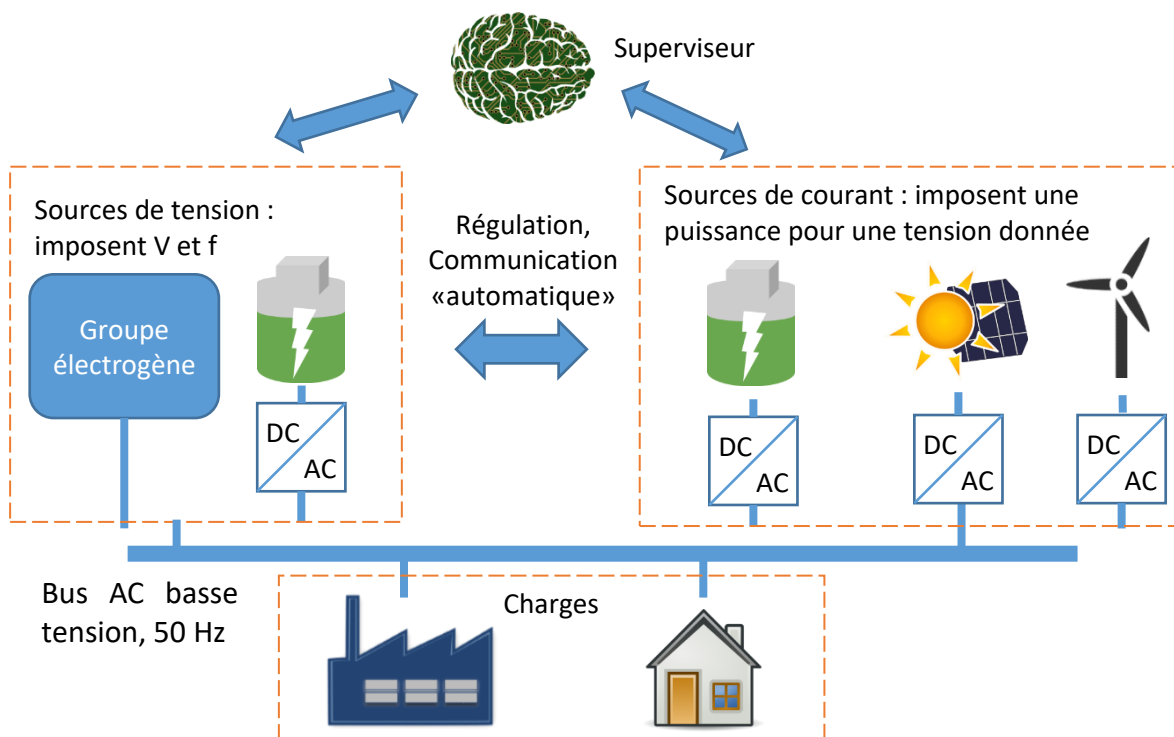 Superviseur
Sources de tension :
imposent V et f
Groupe
électrogène
DC
AC
Régulation,
Communication
«automatique»
Sources de courant : imposent une
puissance pour une tension donnée
DC
AC
DC
AC
DC
AC
Bus AC basse
tension, 50 Hz
Charges